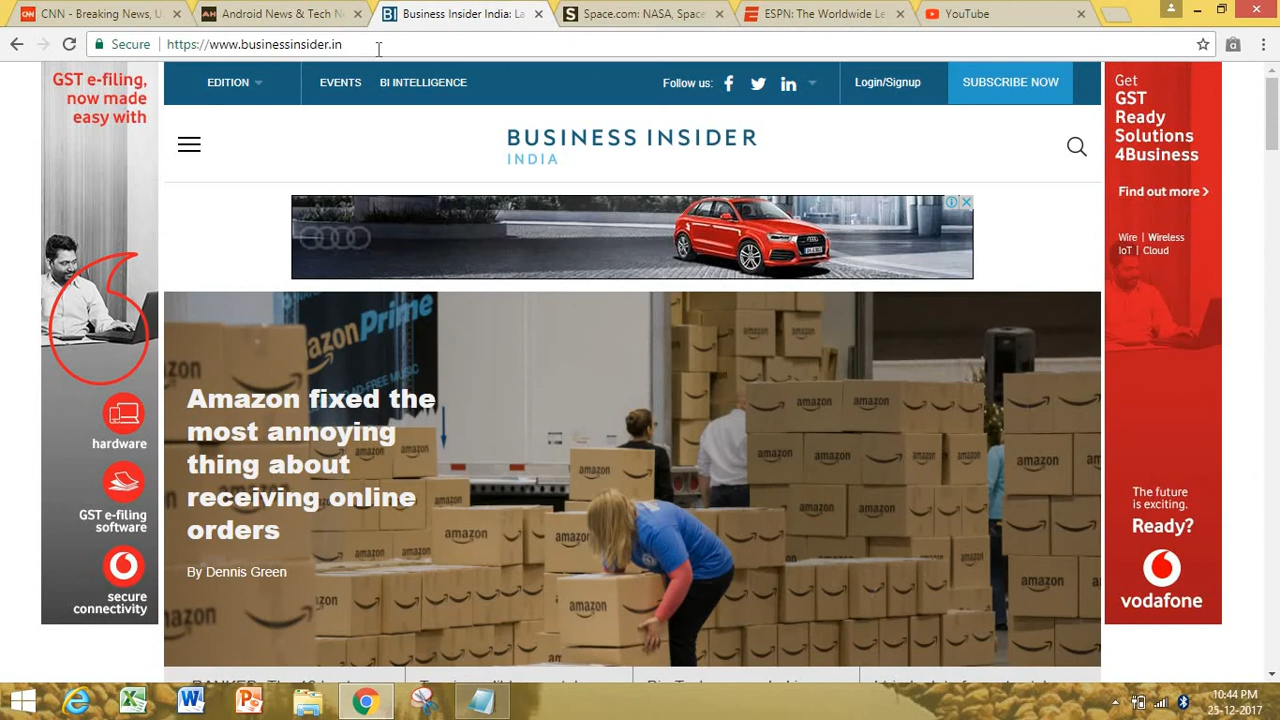 CNN - Breaking News, U
Android News & Tech N
Business Insider India: La
Space.com: NASA, Space
ESPN: The Worldwide Le
YouTube
Secure
https://www.businessinsider.in
EDITION
EVENTS
BI INTELLIGENCE
Follow us:
Login/Signup
SUBSCRIBE NOW
BUSINESS INSIDER
INDIA
GST e-filing,
now made
easy with
hardware
GST e-filing
software
secure
connectivity
Get
GST
Ready
Solutions
4Business
Find out more
Wire | Wireless
IoT | Cloud
The future
is exciting.
Ready?
vodafone
amazonPrime
Amazon fixed the
most annoying
thing about
receiving online
orders
By Dennis Green
amazon
amazon
amazon
10:44 PM
25-12-2017